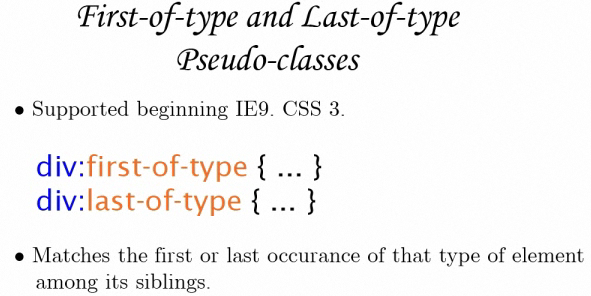 First-of-type and Last-of-type
Pseudo-classes
• Supported beginning IE9. CSS 3.
div:first-of-type { ... }
div:last-of-type { ... }
• Matches the first or last occurance of that type of element
among its siblings.